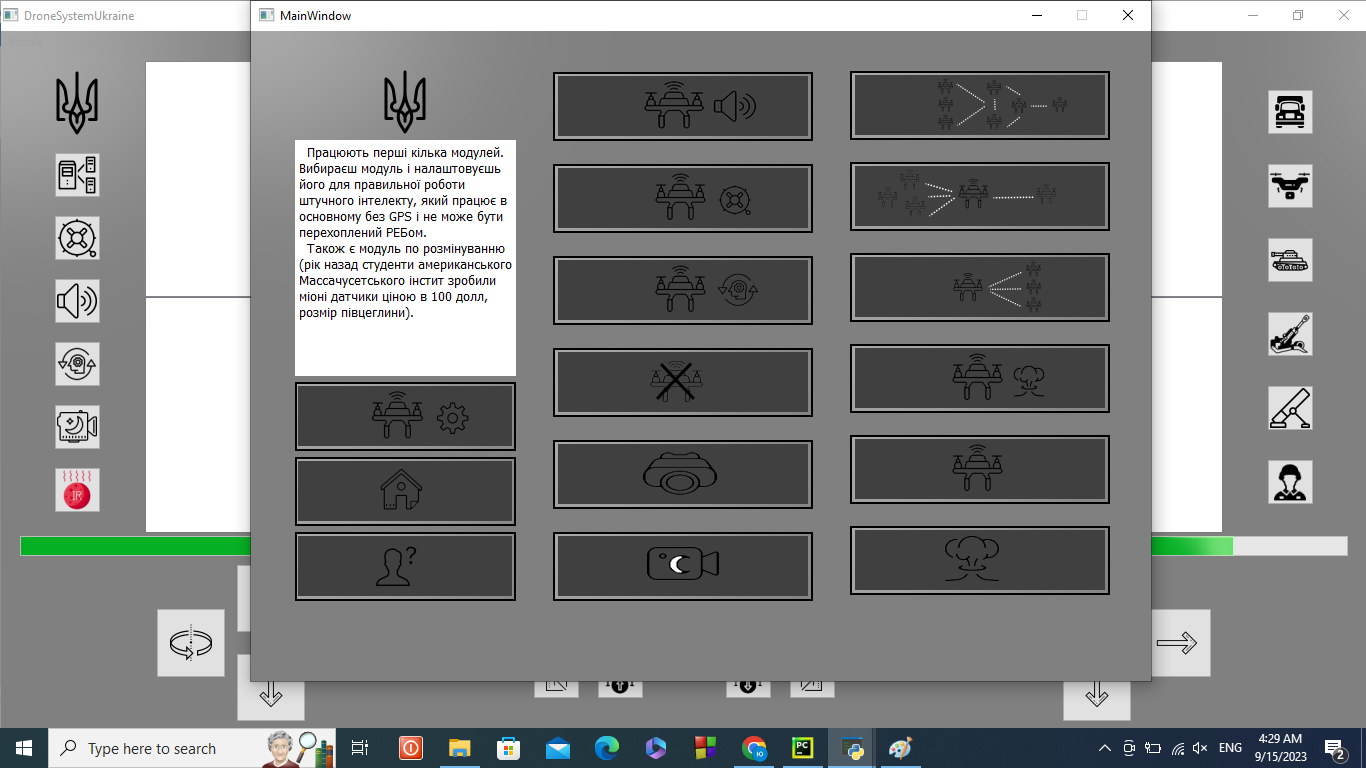 DroneSystemUkraine
MainWindow
Працюють перші кілька модулей.
Вибираєш модуль і налаштовуєшь
його для правильної роботи
штучного інтелекту, який працює в
основному без GPS і не може бути
перехоплений РЕБом.
Також є модуль по розмінуванню
(рік назад студенти американського
Массачусетського інстит зробили
міоні датчики ціною в 100 долл,
розмір півцеглини).
?
IR
Type here to search
PC
ENG
4:29 AM
9/15/2023
2